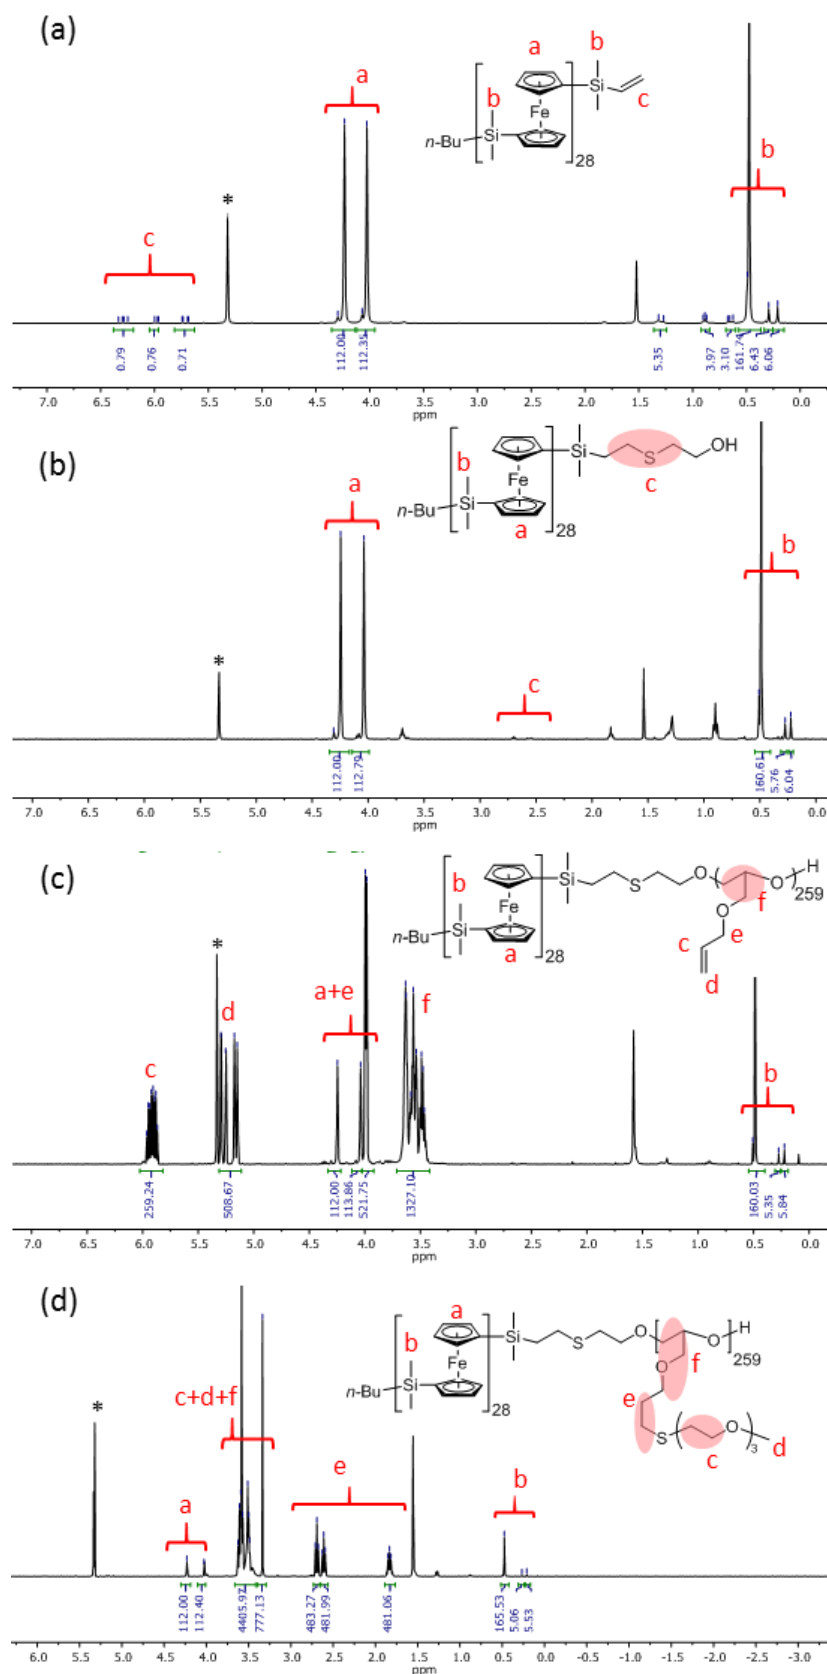 (a)
a
b
Si
c
b
Fe
Si
n-Bu
28
a
b
*
c
0.79 0.76 0.71 112.00 112.35 5.35 3.97 3.10 161.74 6.43 6.06
7.0 6.5 6.0 5.5 5.0 4.5 4.0 3.5 3.0 2.5 2.0 1.5 1.0 0.5 0.0
ppm
(b)
Si
S
OH
b
c
Fe
Si
n-Bu
a
28
a
b
*
c
112.00 112.79 160.61 5.76 6.04
7.0 6.5 6.0 5.5 5.0 4.5 4.0 3.5 3.0 2.5 2.0 1.5 1.0 0.5 0.0
ppm
(c)
Si
S
O
O
H
259
b
f
Fe
O
Si
n-Bu
a
28
c
e
d
*
d
a+e
f
c
b
259.24 508.67 112.00 113.86 521.75 1327.10 160.03 5.35 5.84
7.0 6.5 6.0 5.5 5.0 4.5 4.0 3.5 3.0 2.5 2.0 1.5 1.0 0.5 0.0
ppm
(d)
a
Si
S
O
O
H
259
b
O
f
Fe
Si
n-Bu
28
e
S
O
3
d
c
*
c+d+f
a
e
b
112.00 112.40 4405.97 777.13 483.27 481.99 481.06 165.53 5.06 5.53
6.0 5.5 5.0 4.5 4.0 3.5 3.0 2.5 2.0 1.5 1.0 0.5 0.0 -0.5 -1.0 -1.5 -2.0 -2.5 -3.0
ppm